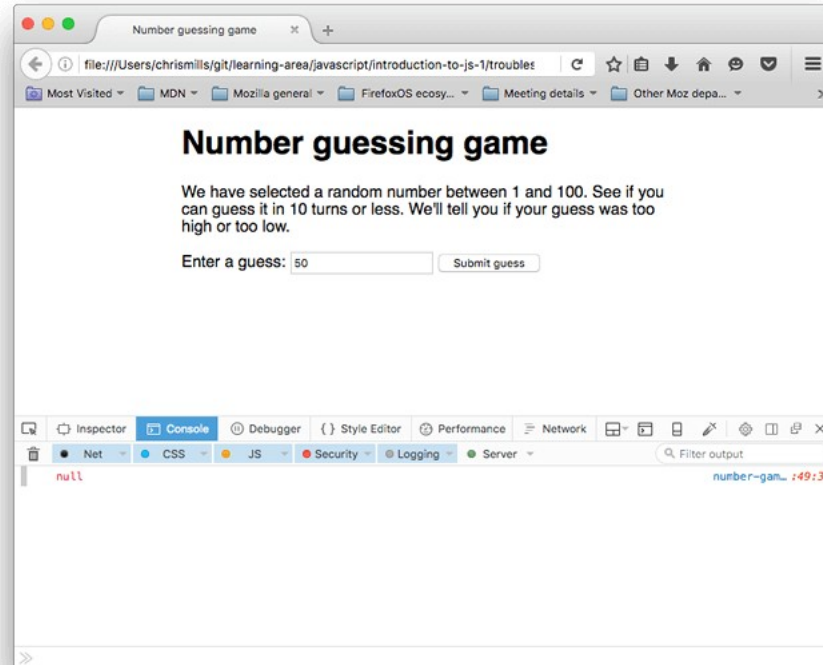 Number guessing game
file:///Users/chrismills/git/learning-area/javascript/introduction-to-js-1/troubles
Most Visited MDN Mozilla general FirefoxOS ecosy... Meeting details Other Moz depa...
Number guessing game
We have selected a random number between 1 and 100. See if you
can guess it in 10 turns or less. We'll tell you if your guess was too
high or too low.
Enter a guess: 50 Submit guess
Inspector Console Debugger {} Style Editor Performance Network
Net CSS JS Security Logging Server Filter output
null number-gam… :49:3